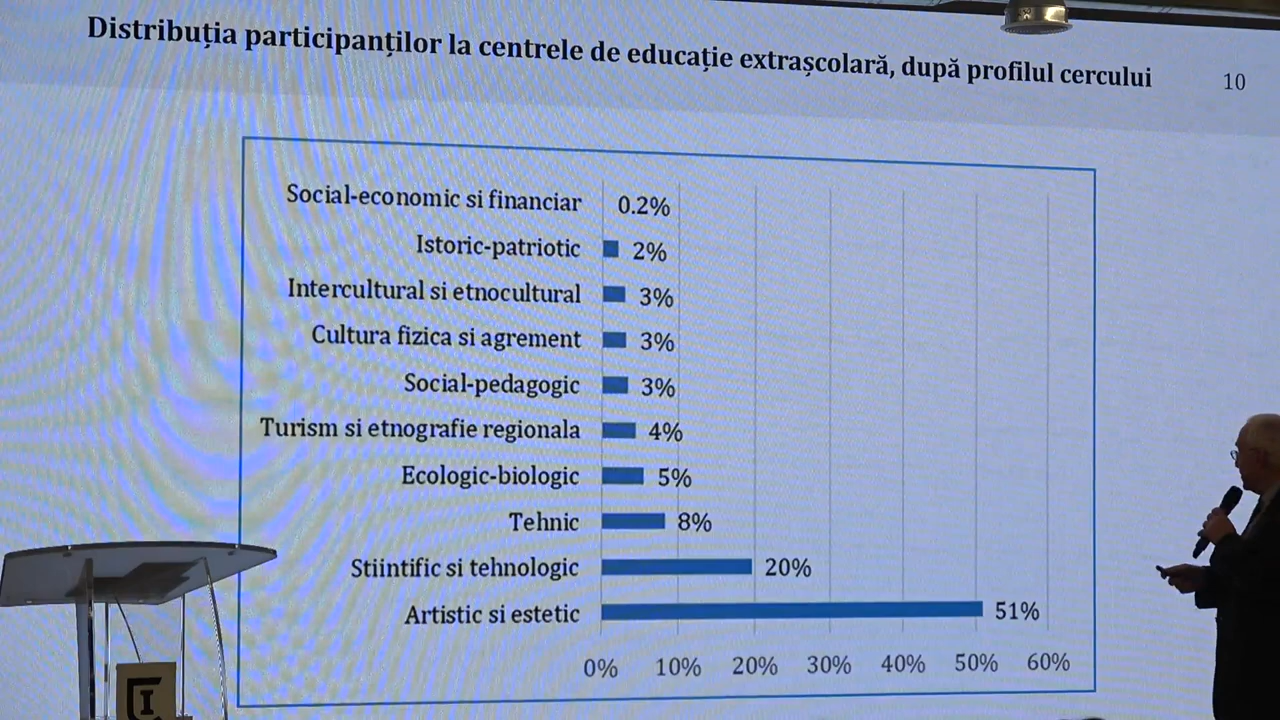 Distribuția participanților la centrele de educație extrașcolară, după profilul cercului
10
Social-economic si financiar 0.2%
Istoric-patriotic 2%
Intercultural si etnocultural 3%
Cultura fizica si agrement 3%
Social-pedagogic 3%
Turism si etnografie regionala 4%
Ecologic-biologic 5%
Tehnic 8%
Stiintific si tehnologic 20%
Artistic si estetic 51%
0% 10% 20% 30% 40% 50% 60%
I